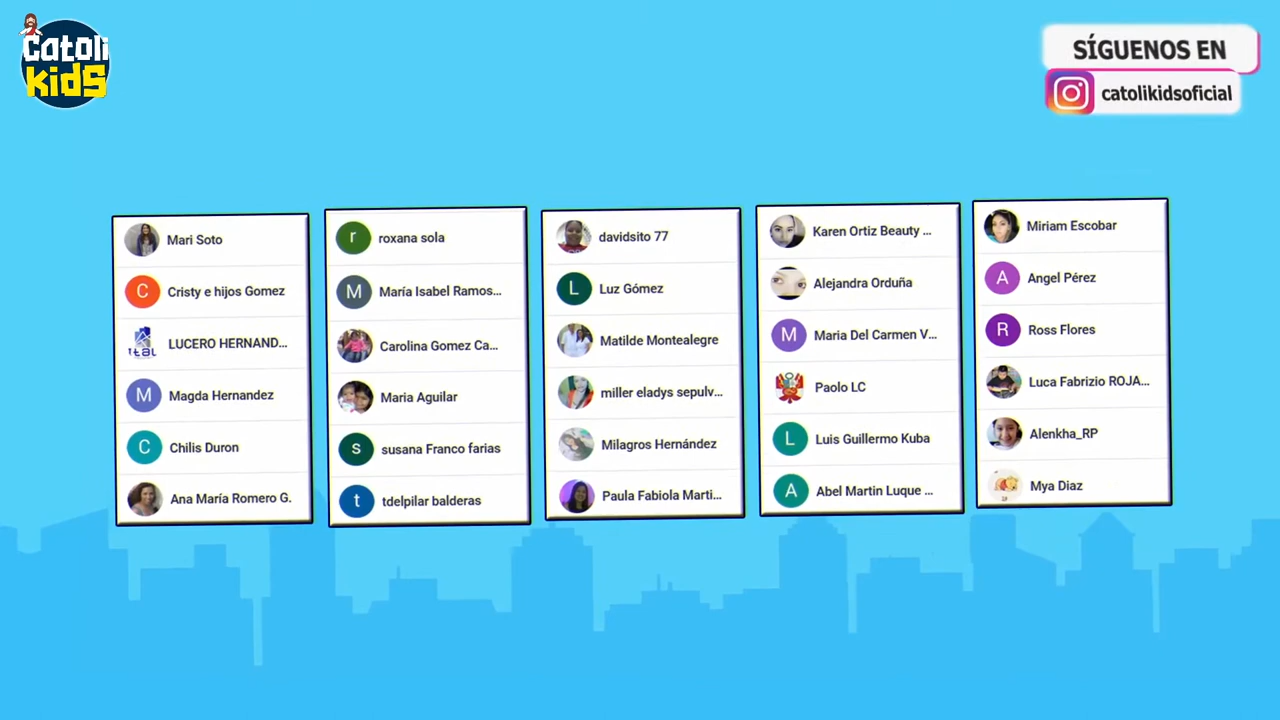 Catoli
Kids
SÍGUENOS EN
catolikidsoficial
Mari Soto
C
Cristy e hijos Gomez
LUCERO HERNAND...
M
Magda Hernandez
C
Chilis Duron
Ana María Romero G.
r
roxana sola
M
María Isabel Ramos...
Carolina Gomez Ca...
Maria Aguilar
s
susana Franco farias
t
tdelpilar balderas
davidsito 77
L
Luz Gómez
Matilde Montealegre
miller eladys sepulv...
Milagros Hernández
Paula Fabiola Marti...
Karen Ortiz Beauty ...
Alejandra Orduña
M
Maria Del Carmen V...
Paolo LC
L
Luis Guillermo Kuba
A
Abel Martin Luque ...
Miriam Escobar
A
Angel Pérez
R
Ross Flores
Luca Fabrizio ROJA...
Alenkha_RP
Mya Diaz